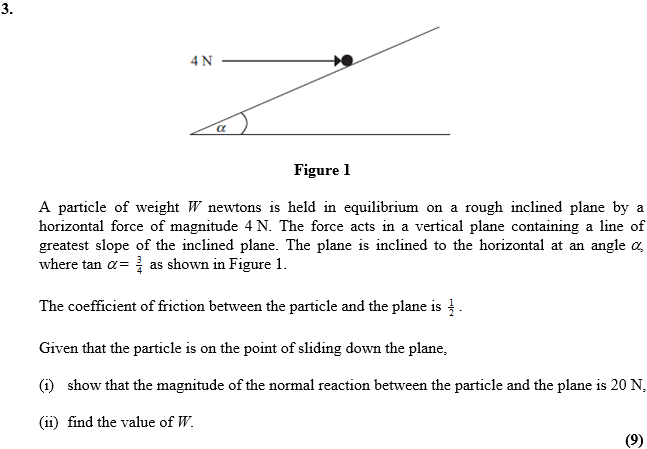 3.
4 N
α
Figure 1
A particle of weight W newtons is held in equilibrium on a rough inclined plane by a
horizontal force of magnitude 4 N. The force acts in a vertical plane containing a line of
greatest slope of the inclined plane. The plane is inclined to the horizontal at an angle α,
where tan α = 3/4 as shown in Figure 1.
The coefficient of friction between the particle and the plane is 1/2 .
Given that the particle is on the point of sliding down the plane,
(i) show that the magnitude of the normal reaction between the particle and the plane is 20 N,
(ii) find the value of W.
(9)